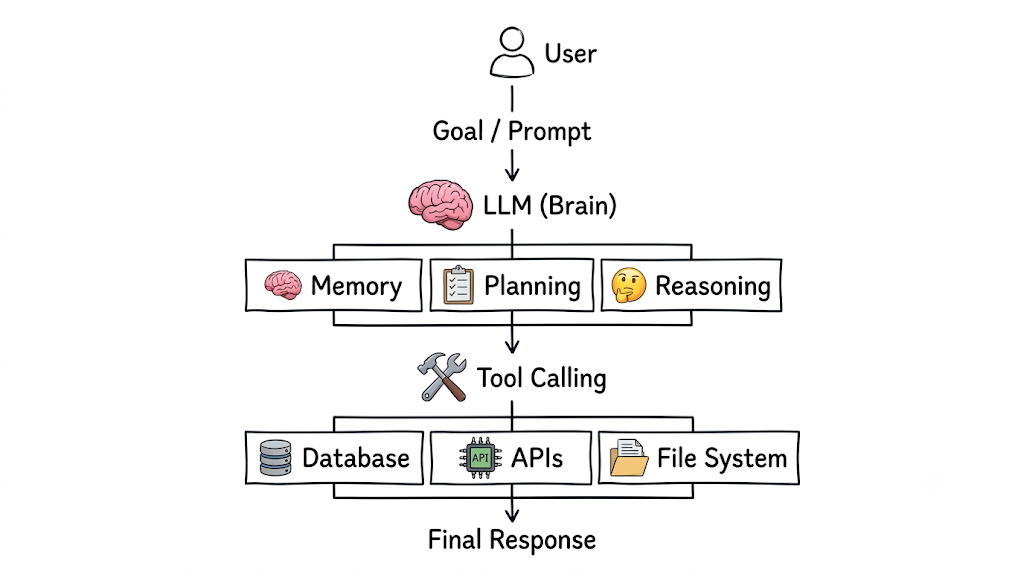 User
Goal / Prompt
LLM (Brain)
Memory
Planning
Reasoning
Tool Calling
Database
API
APIs
File System
Final Response